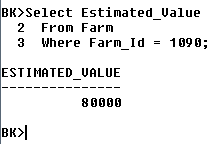 BK>Select Estimated_Value
2 From Farm
3 Where Farm_Id = 1090;
ESTIMATED_VALUE
---------------
80000
BK>